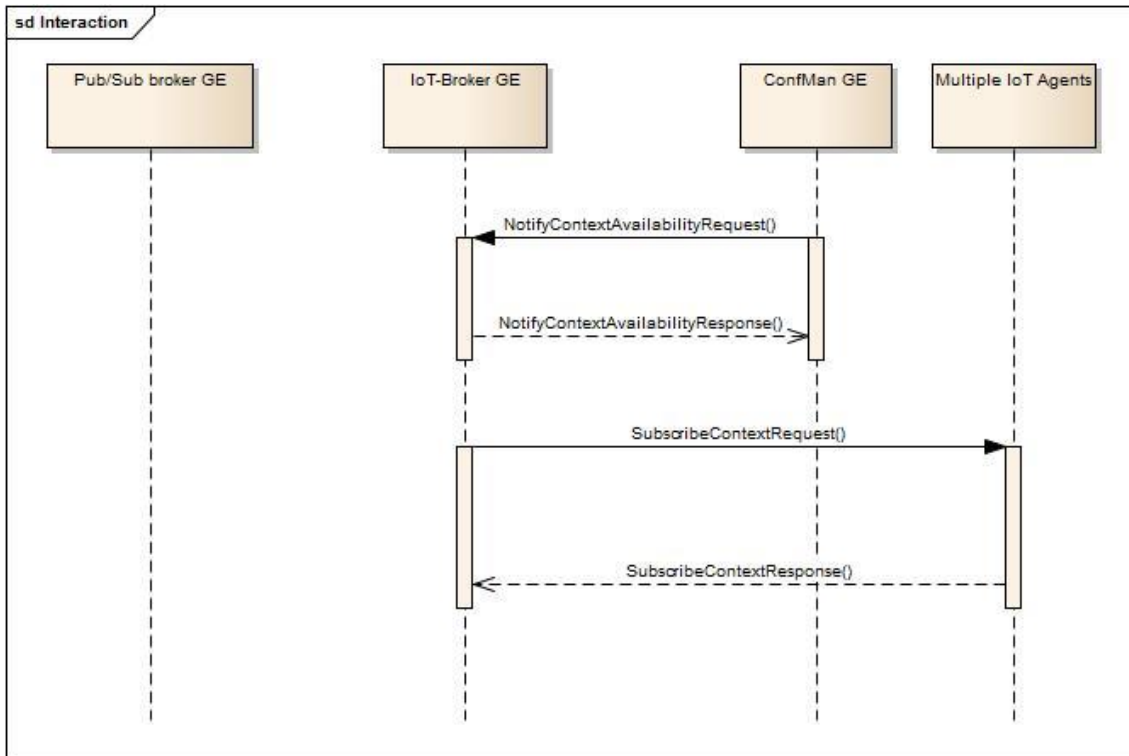 sd Interaction
Pub/Sub broker GE
IoT-Broker GE
ConfMan GE
Multiple IoT Agents
NotifyContextAvailabilityRequest()
NotifyContextAvailabilityResponse()
SubscribeContextRequest()
SubscribeContextResponse()